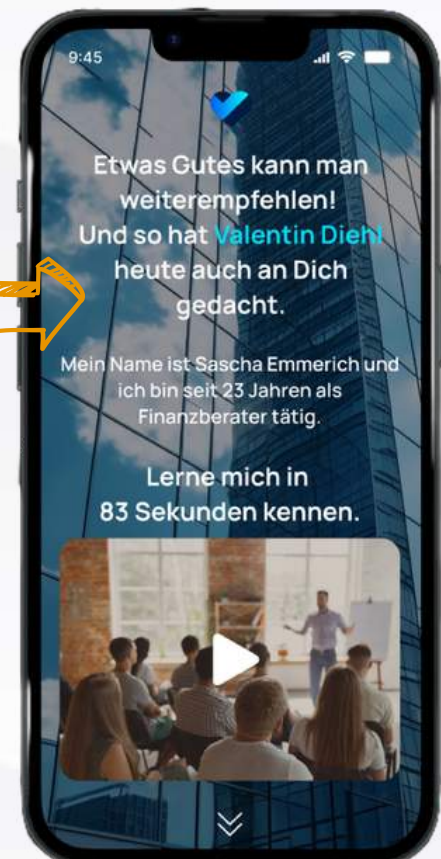 9:45
Etwas Gutes kann man
weiterempfehlen!
Und so hat Valentin Diehl
heute auch an Dich
gedacht.
Mein Name ist Sascha Emmerich und
ich bin seit 23 Jahren als
Finanzberater tätig.
Lerne mich in
83 Sekunden kennen.